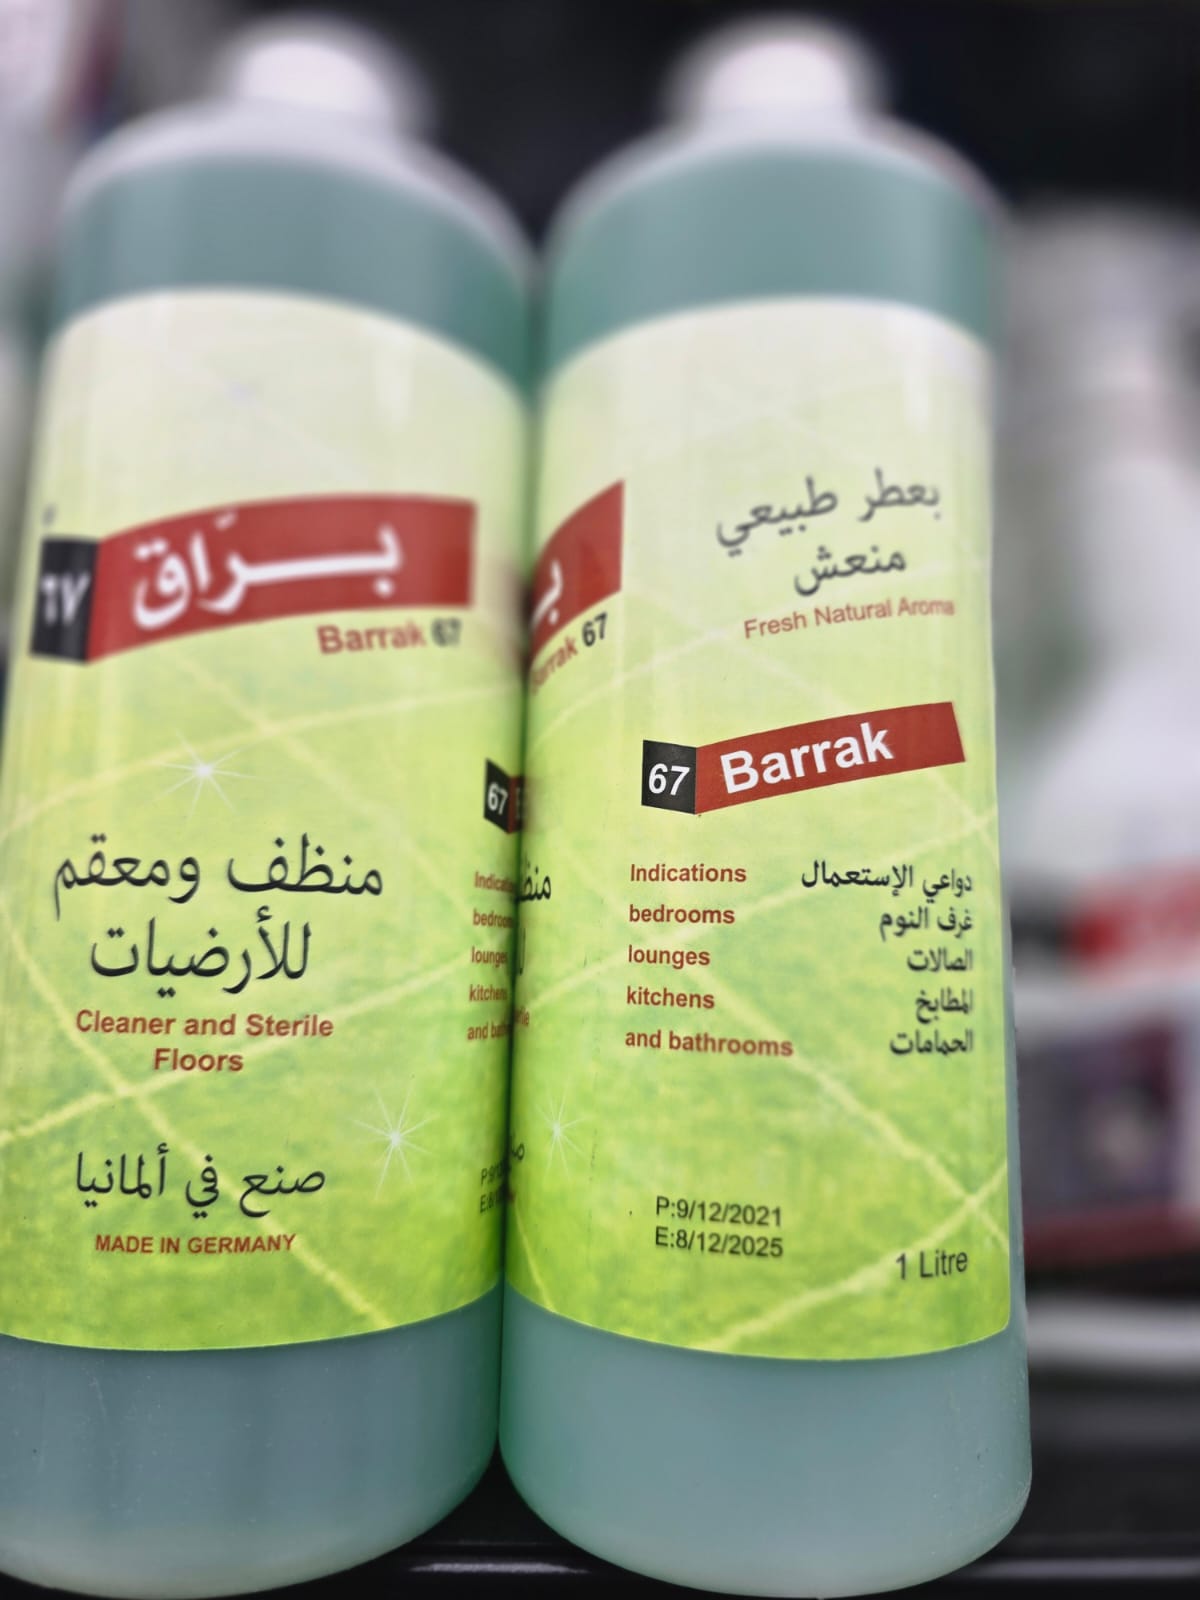 براق ٦٧
Barrak 67
منظف ومعقم
للأرضيات
Cleaner and Sterile
Floors
صنع في ألمانيا
MADE IN GERMANY
بعطر طبيعي
منعش
Fresh Natural Aroma
67 Barrak
Indications دواعي الإستعمال
bedrooms غرف النوم
lounges الصالات
kitchens المطابخ
and bathrooms الحمامات
P:9/12/2021
E:8/12/2025
1 Litre